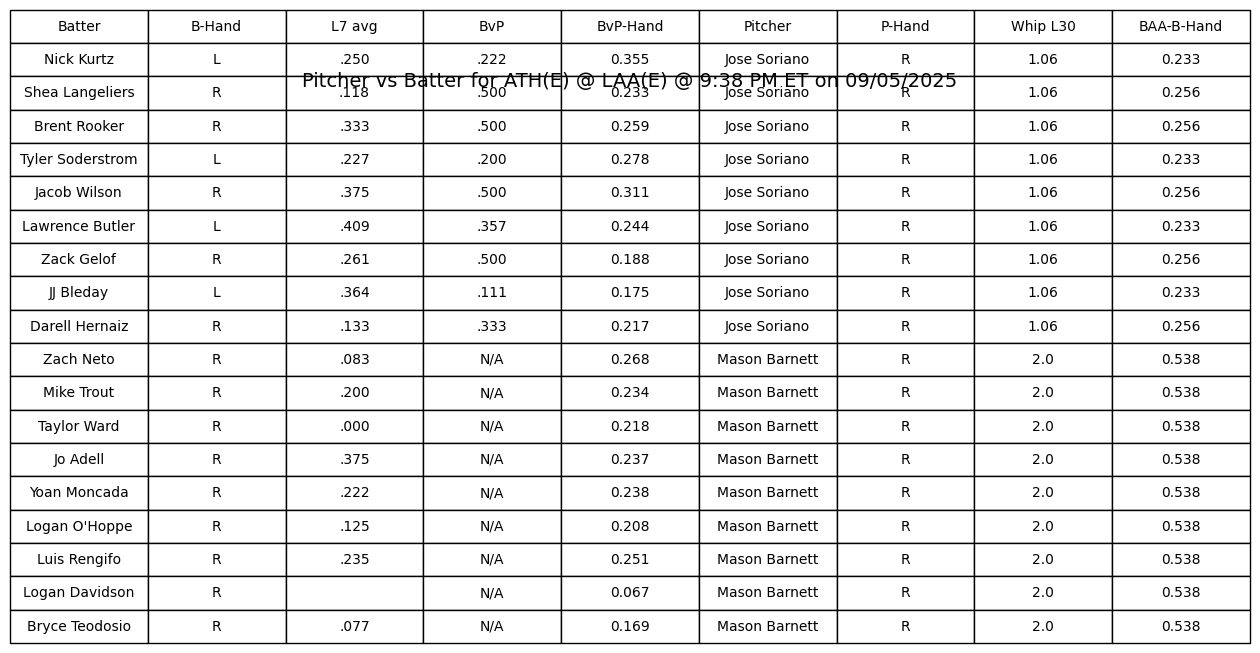 Batter B-Hand L7 avg BvP BvP-Hand Pitcher P-Hand Whip L30 BAA-B-Hand
Nick Kurtz L .250 .222 0.355 Jose Soriano R 1.06 0.233
Pitcher vs Batter for ATH(E) @ LAA(E) @ 9:38 PM ET on 09/05/2025
Shea Langeliers R .118 .500 0.233 Jose Soriano R 1.06 0.256
Brent Rooker R .333 .500 0.259 Jose Soriano R 1.06 0.256
Tyler Soderstrom L .227 .200 0.278 Jose Soriano R 1.06 0.233
Jacob Wilson R .375 .500 0.311 Jose Soriano R 1.06 0.256
Lawrence Butler L .409 .357 0.244 Jose Soriano R 1.06 0.233
Zack Gelof R .261 .500 0.188 Jose Soriano R 1.06 0.256
JJ Bleday L .364 .111 0.175 Jose Soriano R 1.06 0.233
Darell Hernaiz R .133 .333 0.217 Jose Soriano R 1.06 0.256
Zach Neto R .083 N/A 0.268 Mason Barnett R 2.0 0.538
Mike Trout R .200 N/A 0.234 Mason Barnett R 2.0 0.538
Taylor Ward R .000 N/A 0.218 Mason Barnett R 2.0 0.538
Jo Adell R .375 N/A 0.237 Mason Barnett R 2.0 0.538
Yoan Moncada R .222 N/A 0.238 Mason Barnett R 2.0 0.538
Logan O'Hoppe R .125 N/A 0.208 Mason Barnett R 2.0 0.538
Luis Rengifo R .235 N/A 0.251 Mason Barnett R 2.0 0.538
Logan Davidson R N/A 0.067 Mason Barnett R 2.0 0.538
Bryce Teodosio R .077 N/A 0.169 Mason Barnett R 2.0 0.538